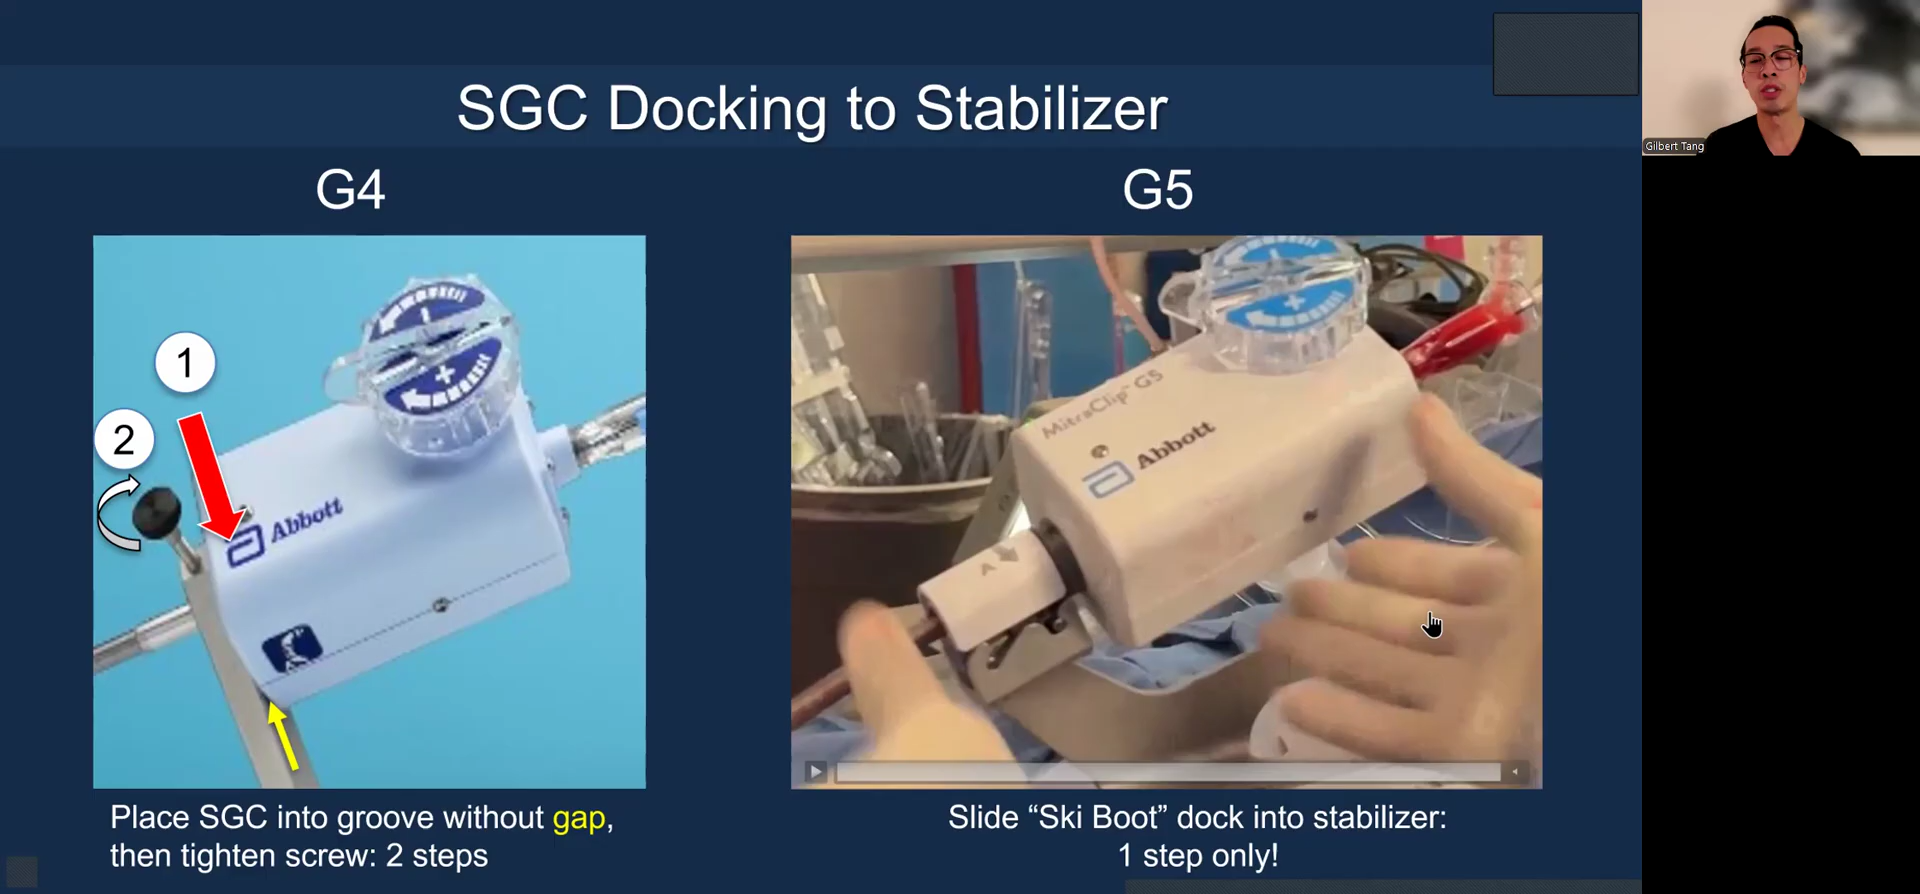 SGC Docking to Stabilizer
Gilbert Tang
G4
G5
1
2
Abbott
MitraClip™ G5
Abbott
A
Place SGC into groove without gap,
then tighten screw: 2 steps
Slide “Ski Boot” dock into stabilizer:
1 step only!